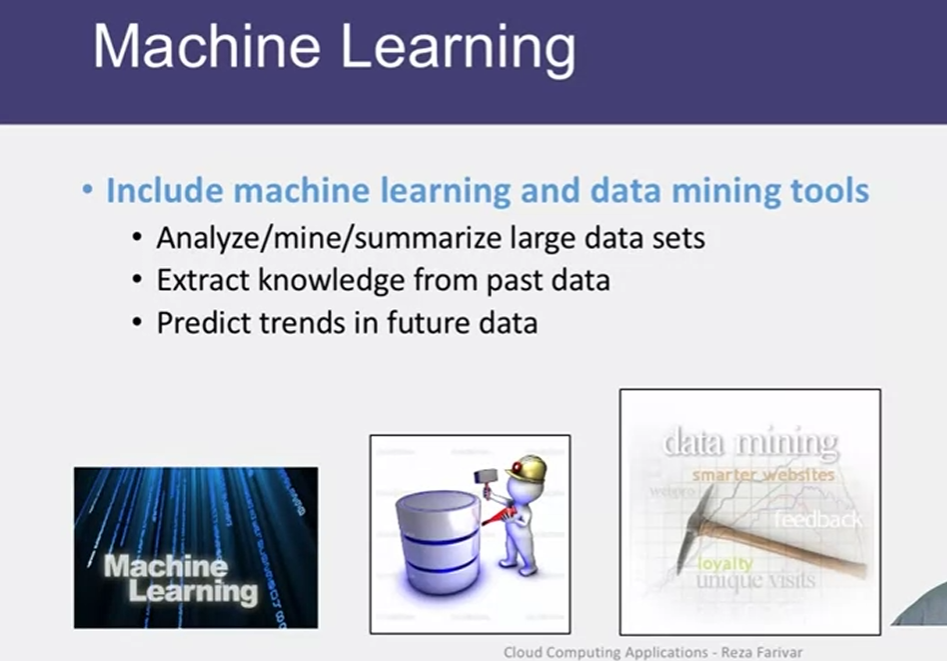 Machine Learning
• Include machine learning and data mining tools
• Analyze/mine/summarize large data sets
• Extract knowledge from past data
• Predict trends in future data
Machine
Learning
data mining
smarter websites
feedback
loyalty
unique visits
Cloud Computing Applications - Reza Farivar